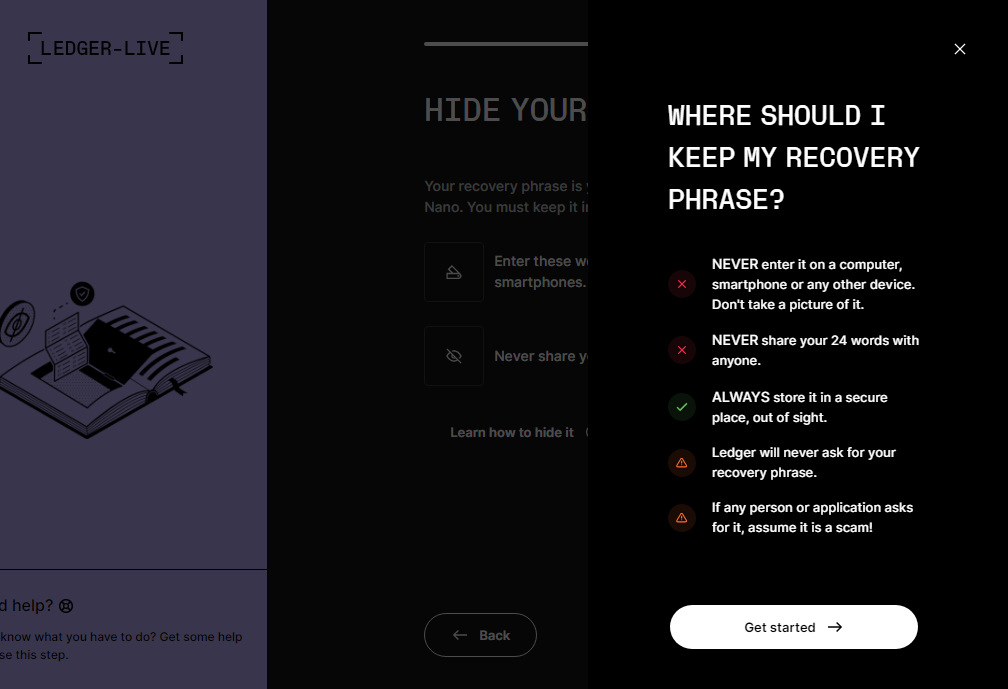 LEDGER-LIVE
HIDE YOUR
Your recovery phrase is
Nano. You must keep it
Enter these
smartphones.
Never share
Learn how to hide it
Back
help?
know what you have to do? Get some help
this step.
WHERE SHOULD I
KEEP MY RECOVERY
PHRASE?
NEVER enter it on a computer,
smartphone or any other device.
Don't take a picture of it.
NEVER share your 24 words with
anyone.
ALWAYS store it in a secure
place, out of sight.
Ledger will never ask for your
recovery phrase.
If any person or application asks
for it, assume it is a scam!
Get started